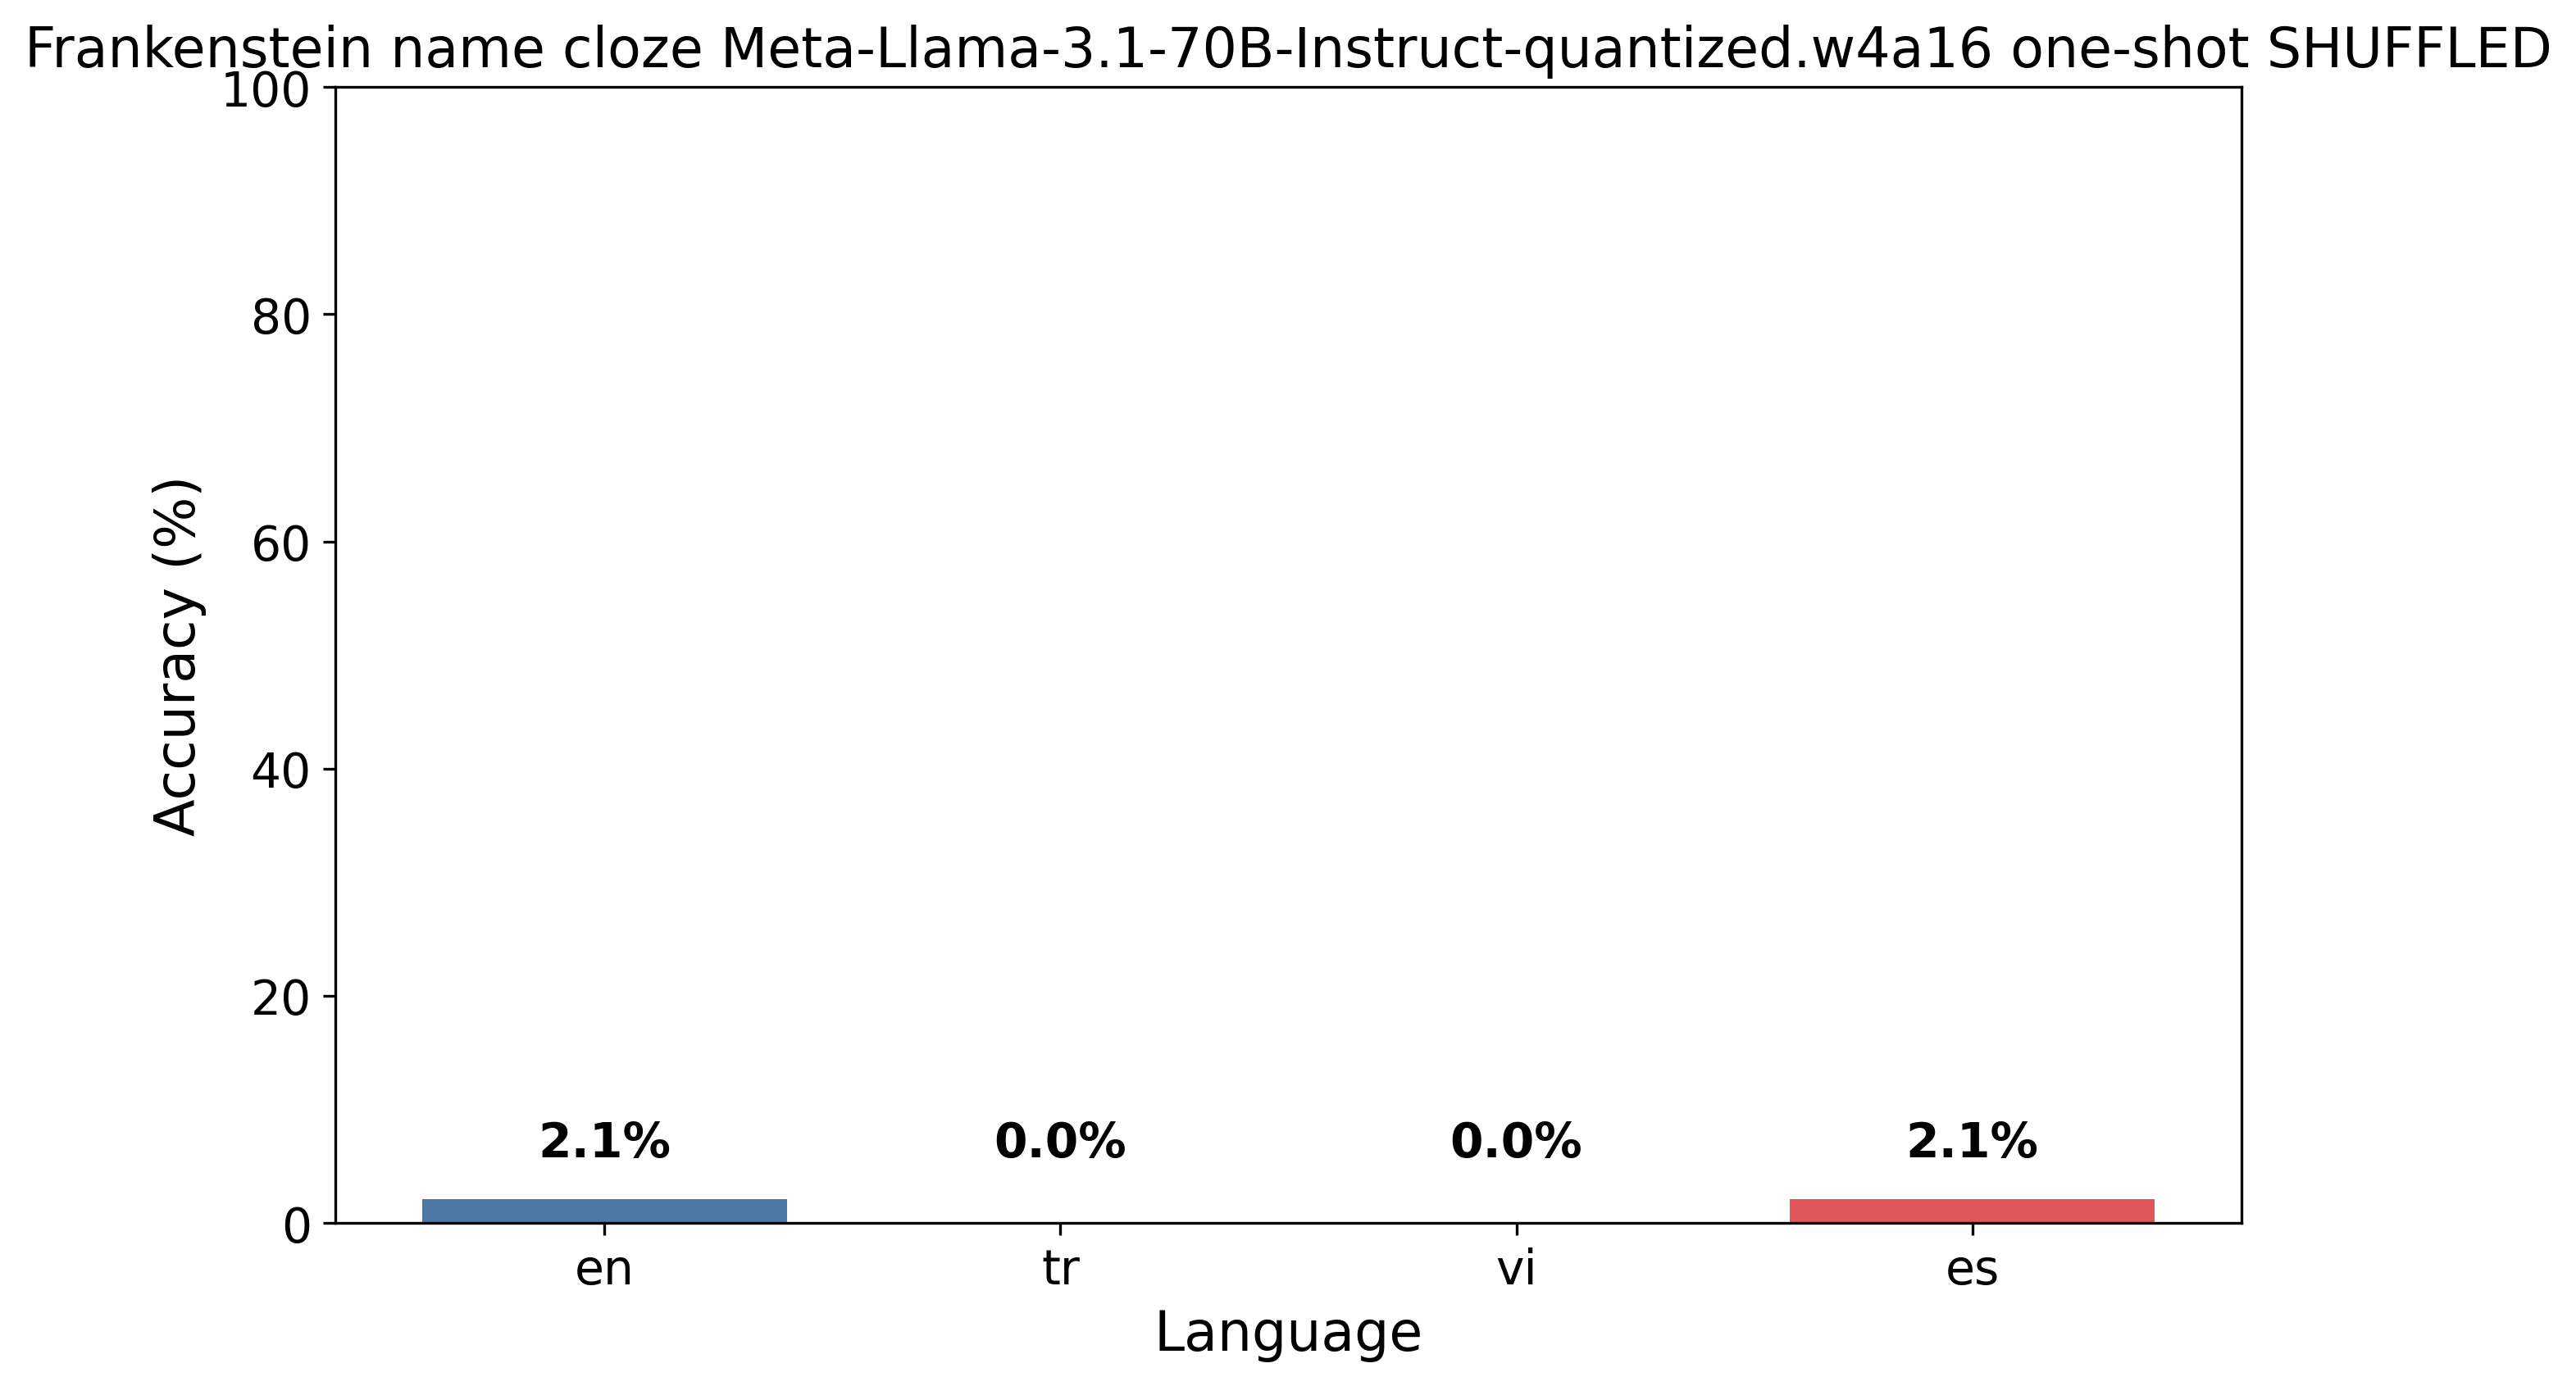 Frankenstein name cloze Meta-Llama-3.1-70B-Instruct-quantized.w4a16 one-shot SHUFFLED
100
80
60
40
20
0
Accuracy (%)
2.1%
0.0%
0.0%
2.1%
en
tr
vi
es
Language